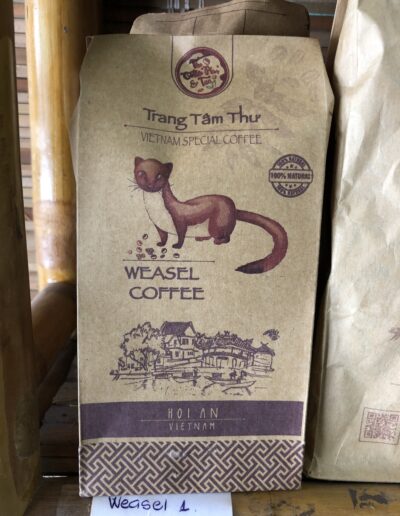 Trang Tâm Thư
VIETNAM SPECIAL COFFEE
100% NATURAL
WEASEL
COFFEE
HOI AN
VIETNAM
Weasel 1.